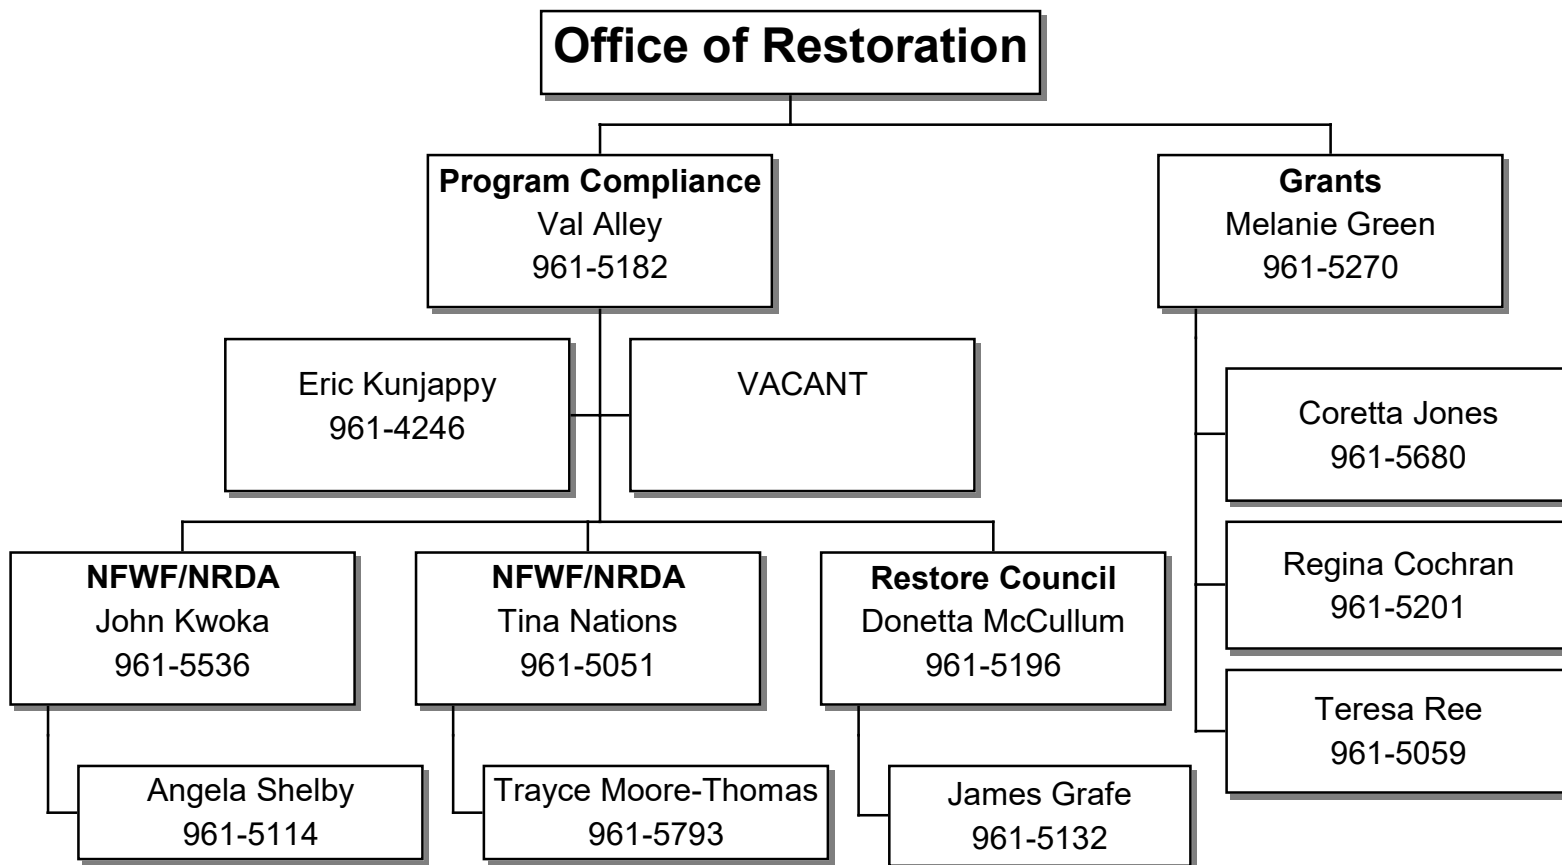 Office of Restoration
Program Compliance
Val Alley
961-5182
Grants
Melanie Green
961-5270
Eric Kunjappy
961-4246
VACANT
Coretta Jones
961-5680
Regina Cochran
961-5201
Teresa Ree
961-5059
NFWF/NRDA
John Kwoka
961-5536
NFWF/NRDA
Tina Nations
961-5051
Restore Council
Donetta McCullum
961-5196
Angela Shelby
961-5114
Trayce Moore-Thomas
961-5793
James Grafe
961-5132